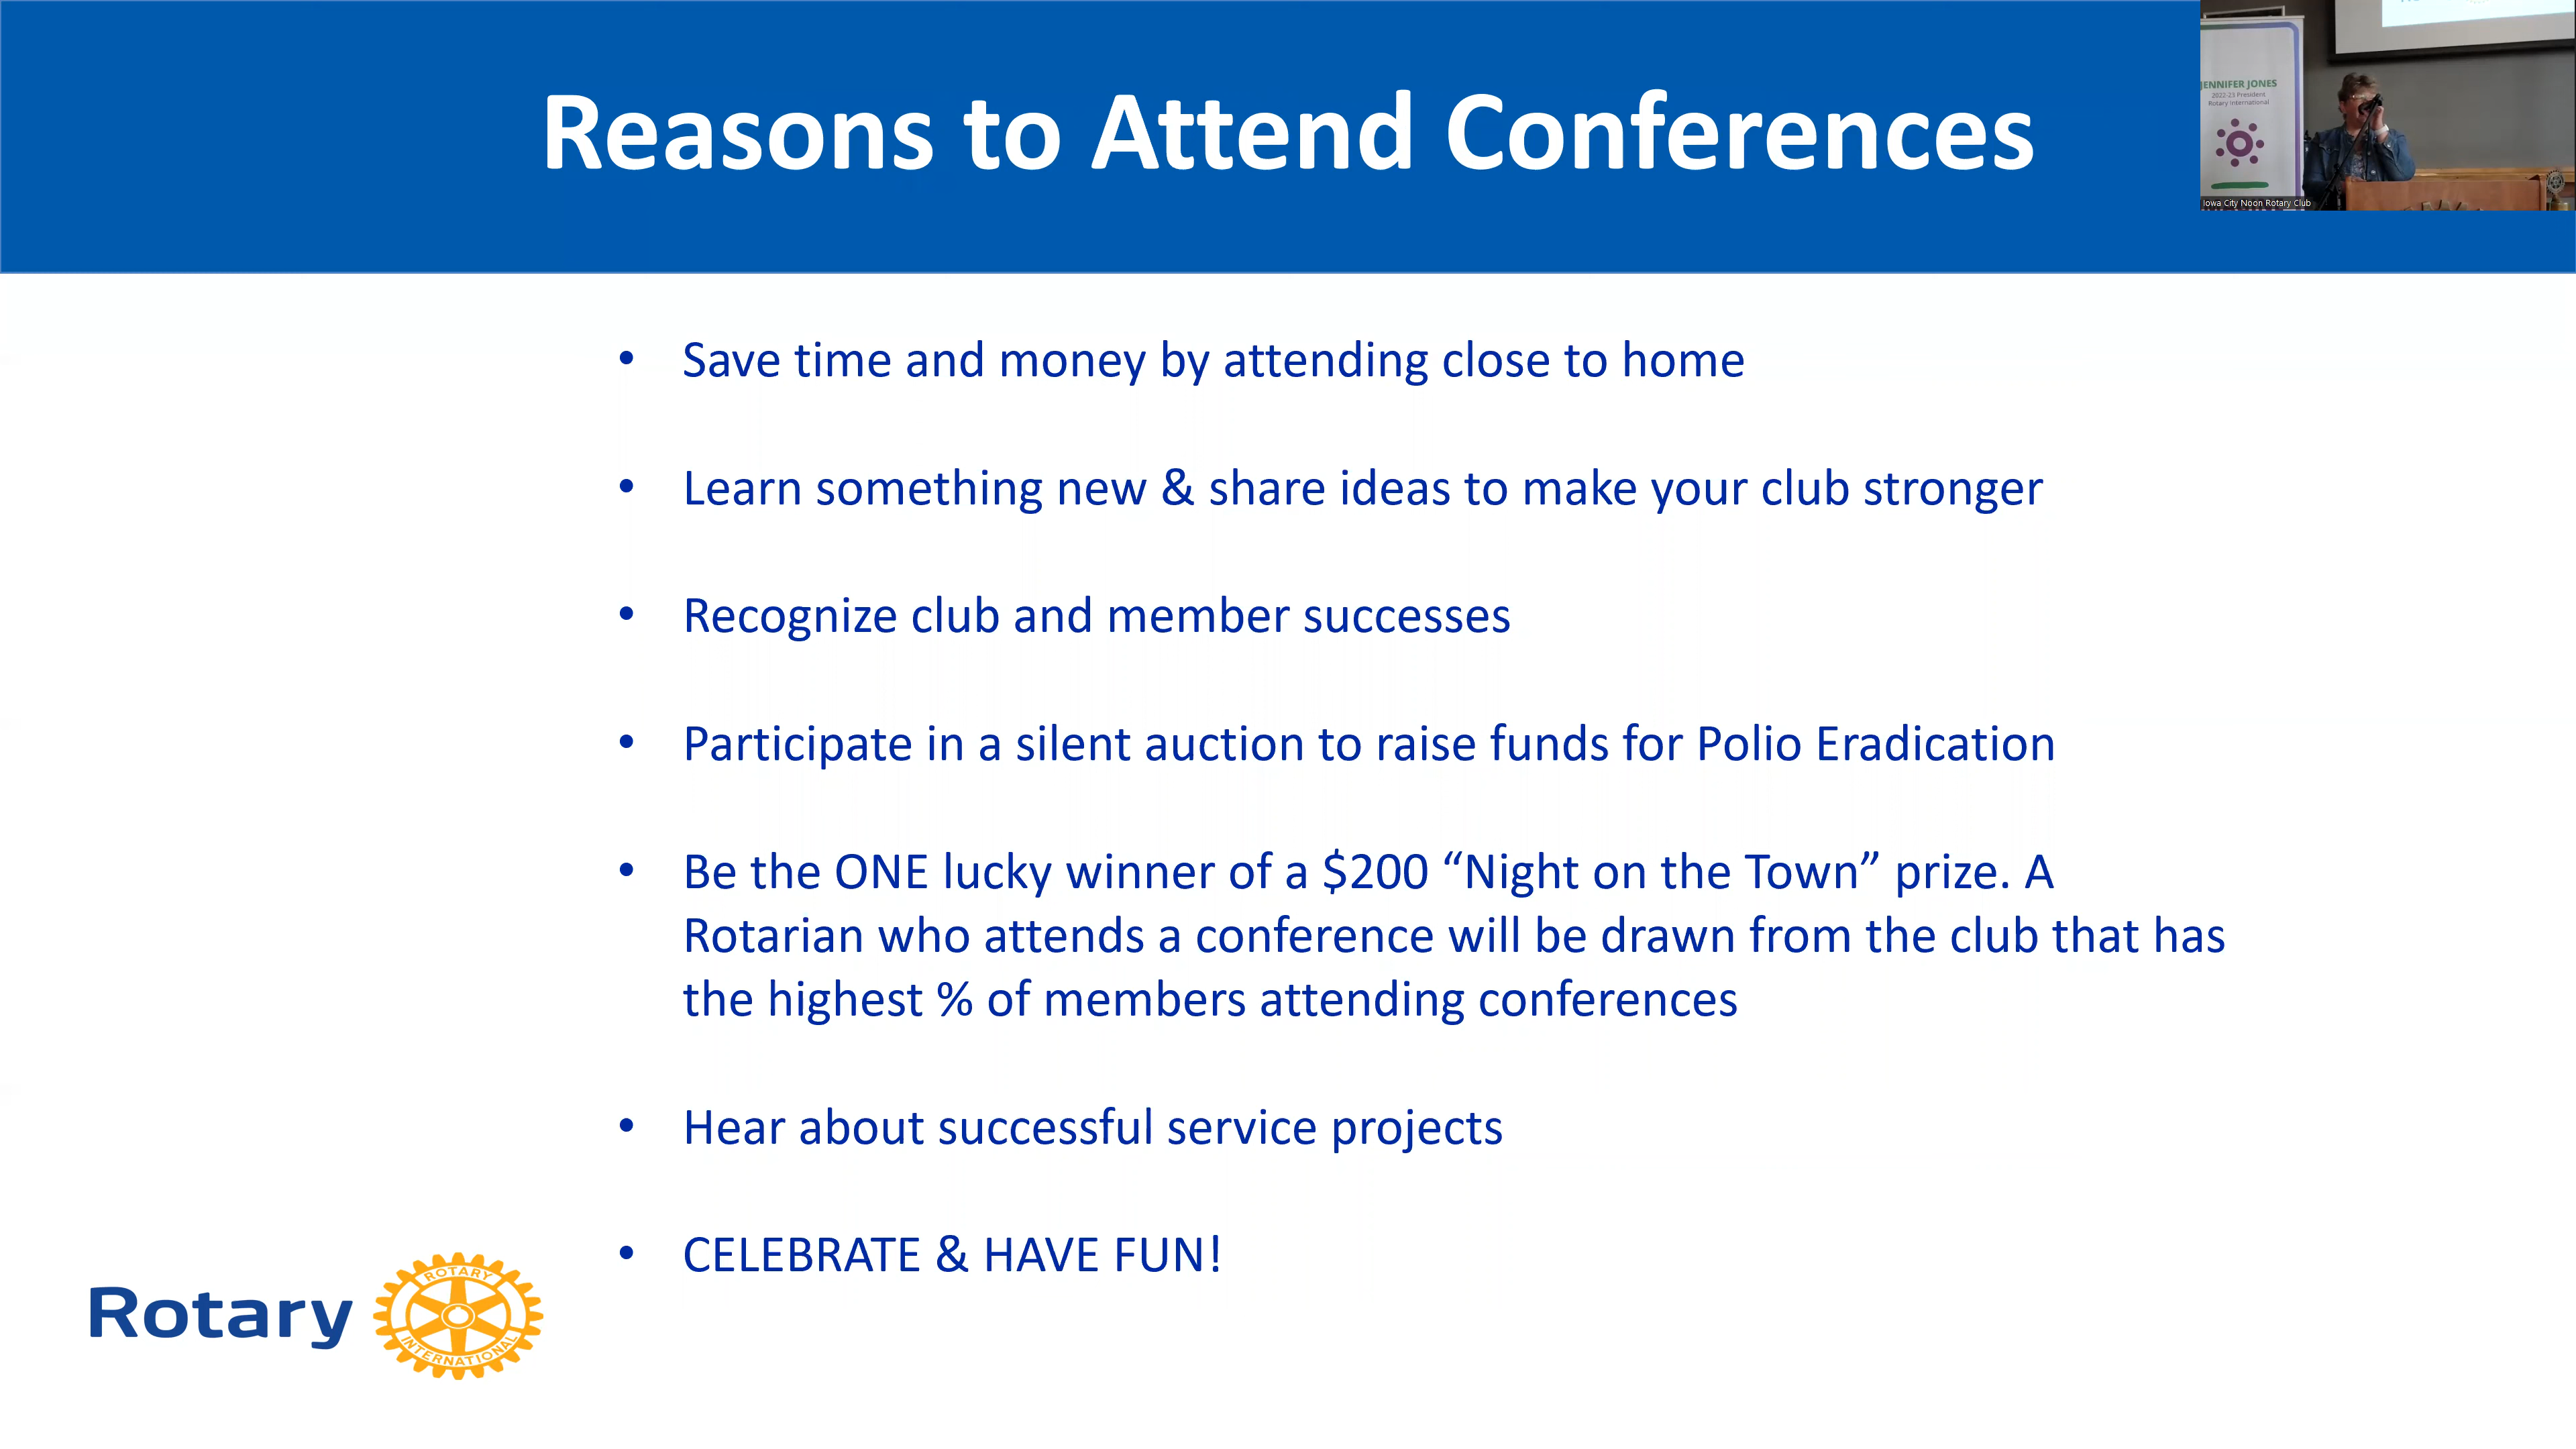 Reasons to Attend Conferences
JENNIFER JONES
2022-23 President
Rotary International
Iowa City Noon Rotary Club
• Save time and money by attending close to home
• Learn something new & share ideas to make your club stronger
• Recognize club and member successes
• Participate in a silent auction to raise funds for Polio Eradication
• Be the ONE lucky winner of a $200 “Night on the Town” prize. A
Rotarian who attends a conference will be drawn from the club that has
the highest % of members attending conferences
• Hear about successful service projects
• CELEBRATE & HAVE FUN!
Rotary
ROTARY
INTERNATIONAL